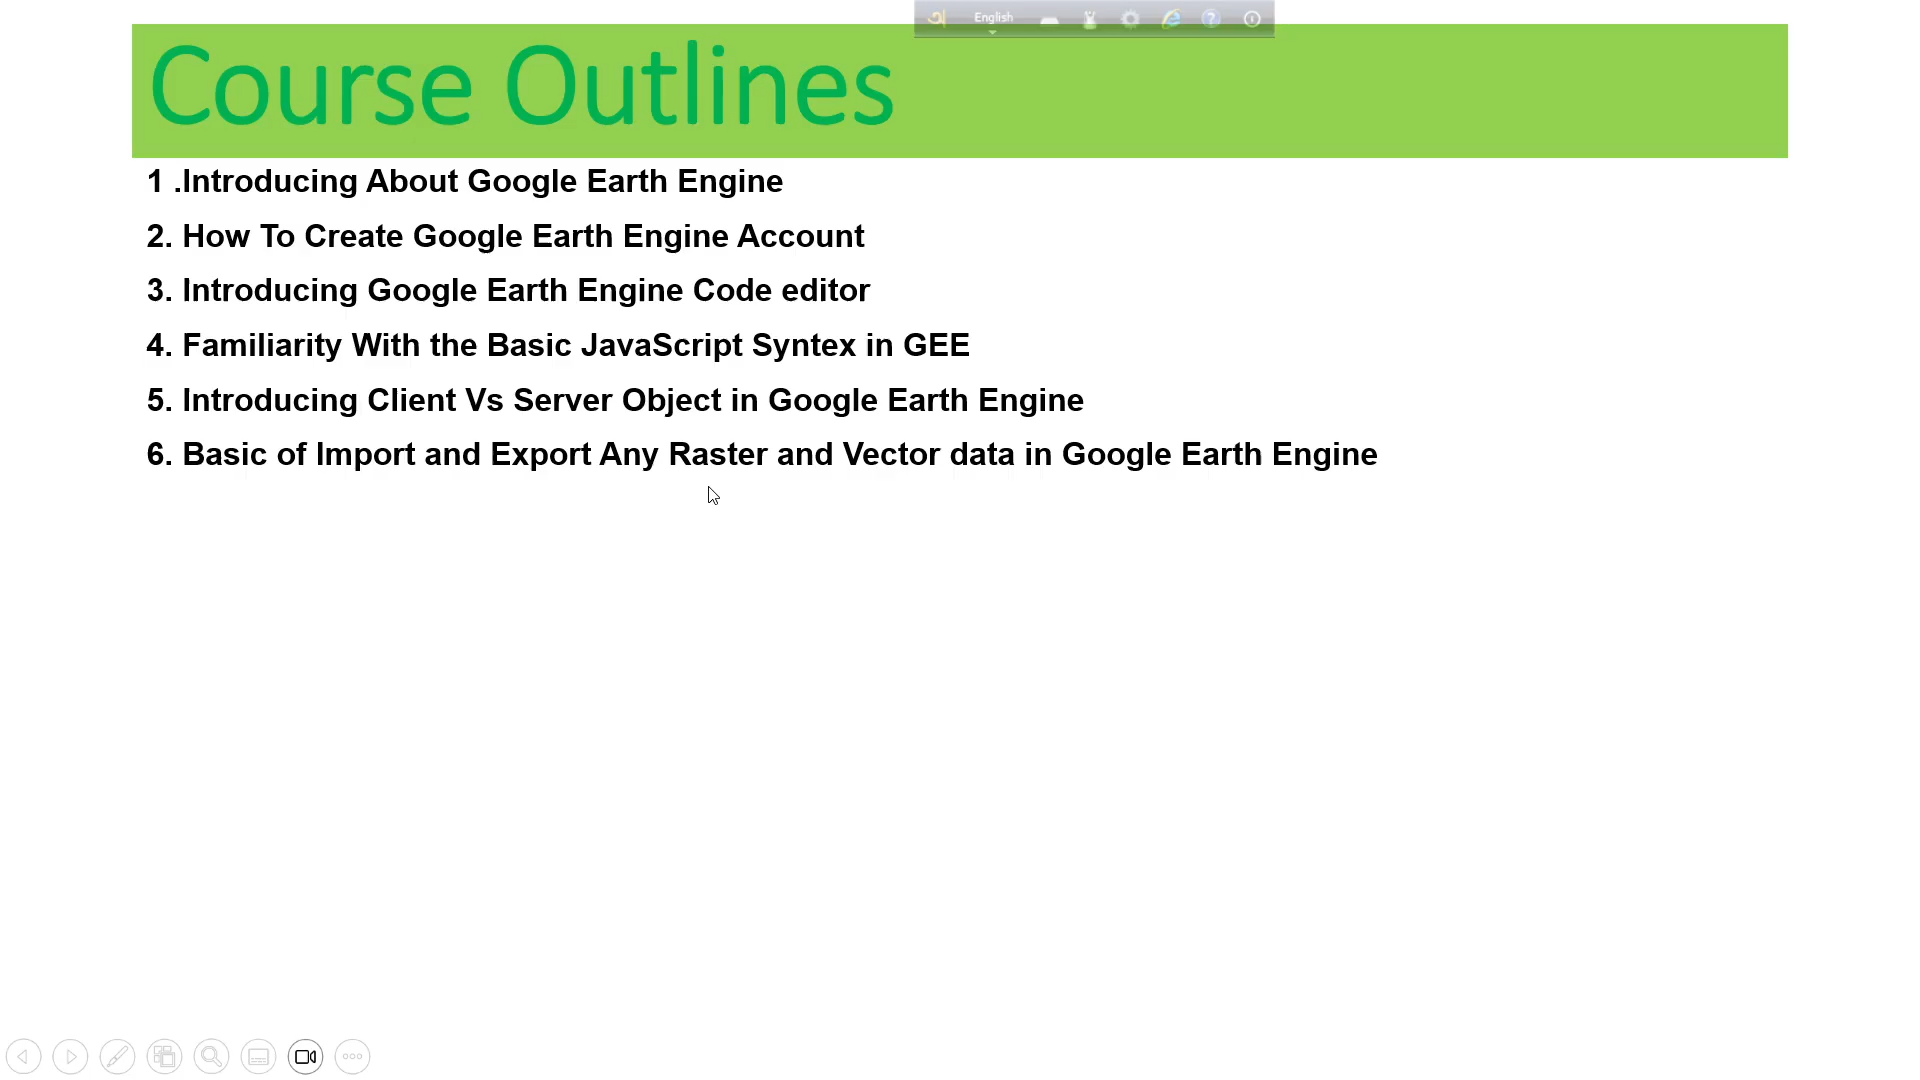 English
Course Outlines
1 .Introducing About Google Earth Engine
2. How To Create Google Earth Engine Account
3. Introducing Google Earth Engine Code editor
4. Familiarity With the Basic JavaScript Syntex in GEE
5. Introducing Client Vs Server Object in Google Earth Engine
6. Basic of Import and Export Any Raster and Vector data in Google Earth Engine